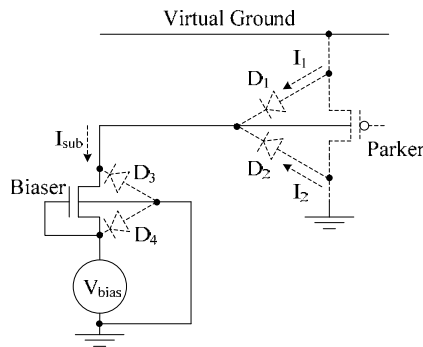 Virtual Ground
I1
D1
Isub
D3
D2
Parker
Biaser
I2
D4
Vbias